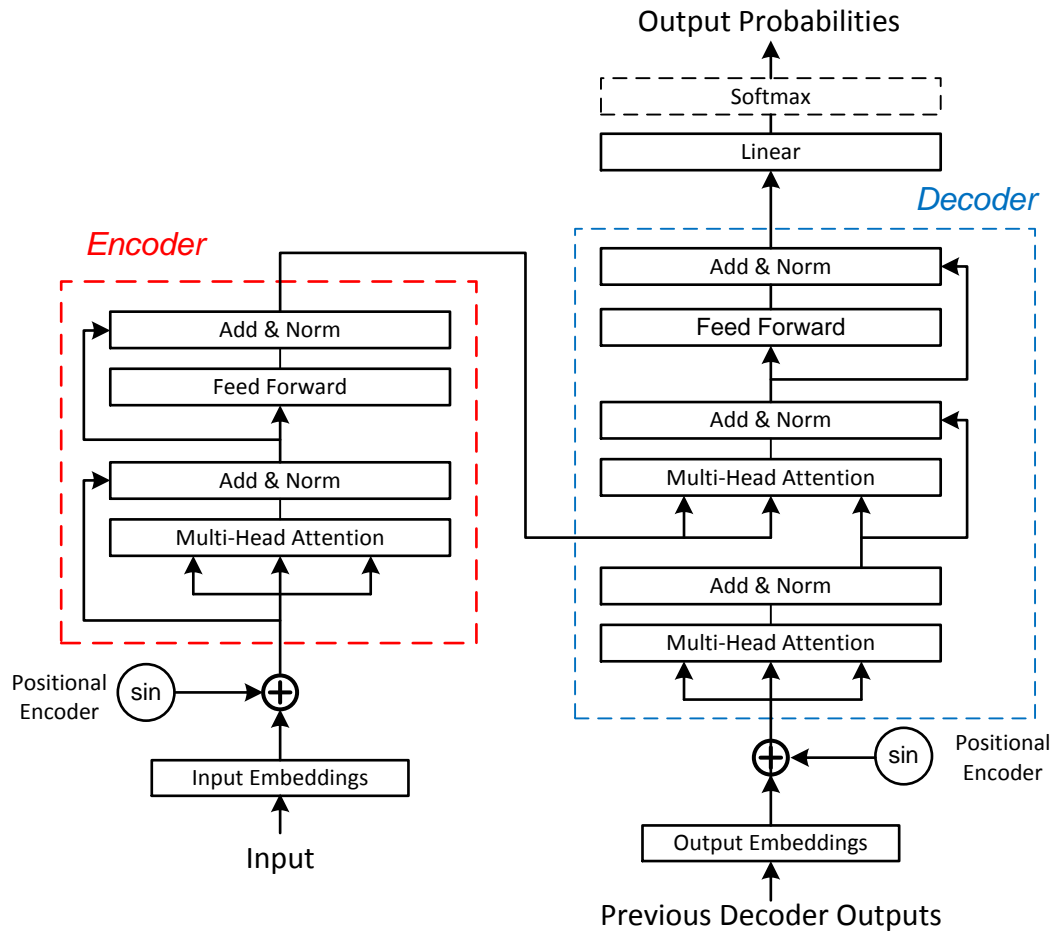 Output Probabilities
Softmax
Linear
Decoder
Add & Norm
Feed Forward
Add & Norm
Multi-Head Attention
Add & Norm
Multi-Head Attention
sin
Positional
Encoder
Output Embeddings
Previous Decoder Outputs
Encoder
Add & Norm
Feed Forward
Add & Norm
Multi-Head Attention
Positional
Encoder
sin
Input Embeddings
Input